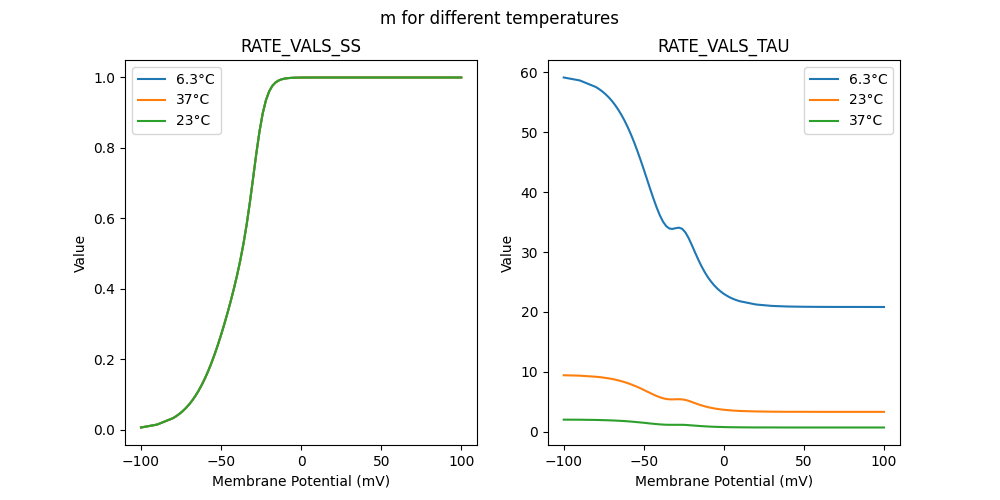 m for different temperatures
RATE_VALS_SS
1.0
0.8
0.6
0.4
0.2
0.0
Value
6.3°C
37°C
23°C
−100
−50
0
50
100
Membrane Potential (mV)
RATE_VALS_TAU
60
50
40
30
20
10
0
Value
6.3°C
23°C
37°C
−100
−50
0
50
100
Membrane Potential (mV)